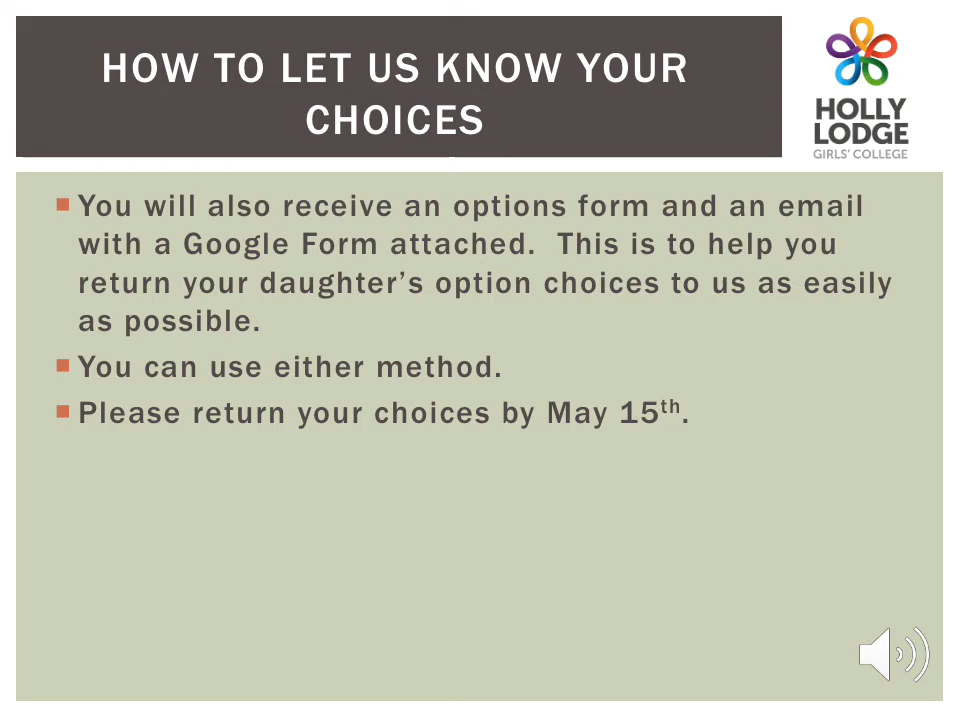 HOW TO LET US KNOW YOUR
CHOICES
HOLLY
LODGE
GIRLS' COLLEGE
You will also receive an options form and an email
with a Google Form attached.  This is to help you
return your daughter’s option choices to us as easily
as possible.
You can use either method.
Please return your choices by May 15th.